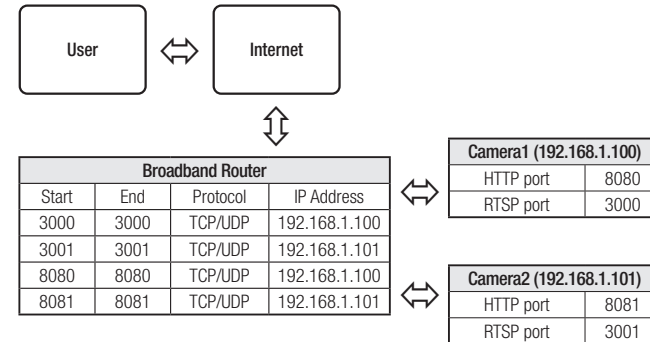 User
Internet
Broadband Router
Start End Protocol IP Address
3000 3000 TCP/UDP 192.168.1.100
3001 3001 TCP/UDP 192.168.1.101
8080 8080 TCP/UDP 192.168.1.100
8081 8081 TCP/UDP 192.168.1.101
Camera1 (192.168.1.100)
HTTP port 8080
RTSP port 3000
Camera2 (192.168.1.101)
HTTP port 8081
RTSP port 3001